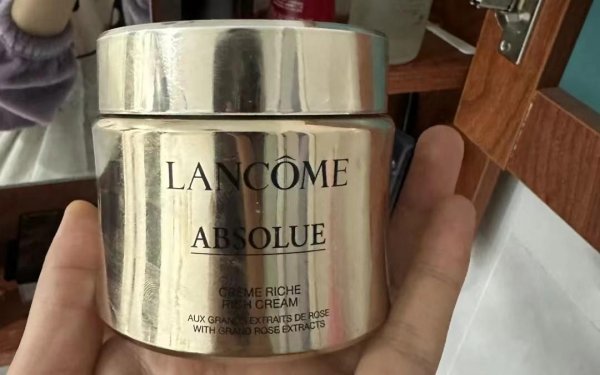 LANCÔME
ABSOLUE
CRÈME RICHE
RICH CREAM
AUX GRANDS EXTRAITS DE ROSE
WITH GRAND ROSE EXTRACTS